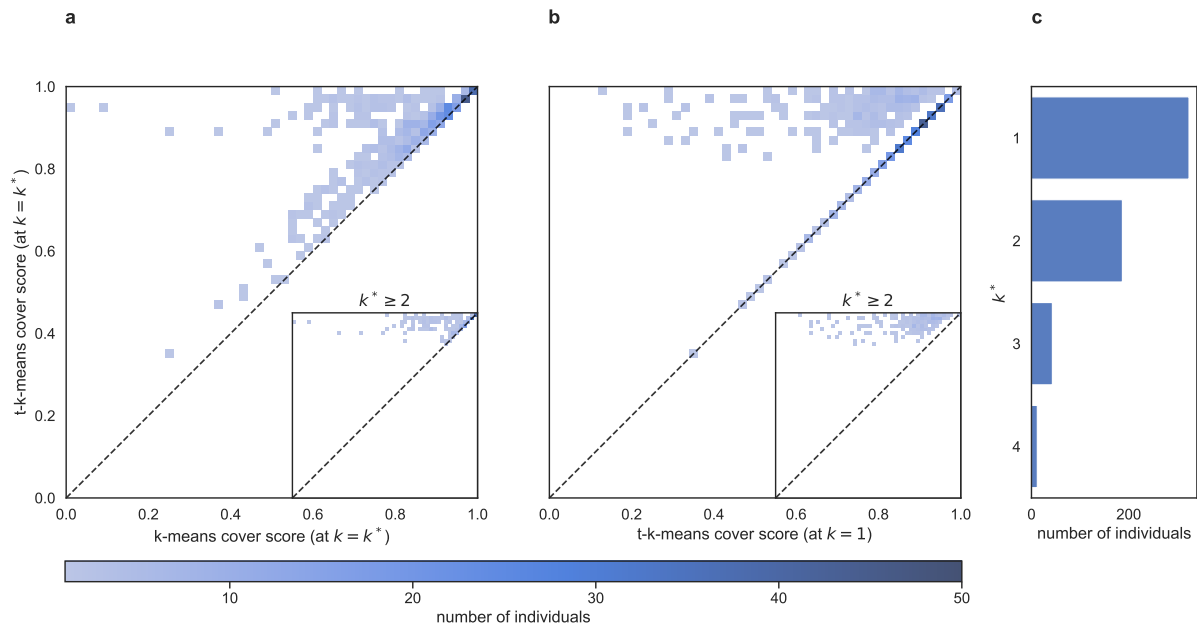 a
b
c
t-k-means cover score (at k = k*)
1.0
0.8
0.6
0.4
0.2
0.0
k* ≥ 2
0.0 0.2 0.4 0.6 0.8 1.0
k-means cover score (at k = k*)
k* ≥ 2
0.0 0.2 0.4 0.6 0.8 1.0
t-k-means cover score (at k = 1)
k*
1
2
3
4
0 200
number of individuals
10 20 30 40 50
number of individuals